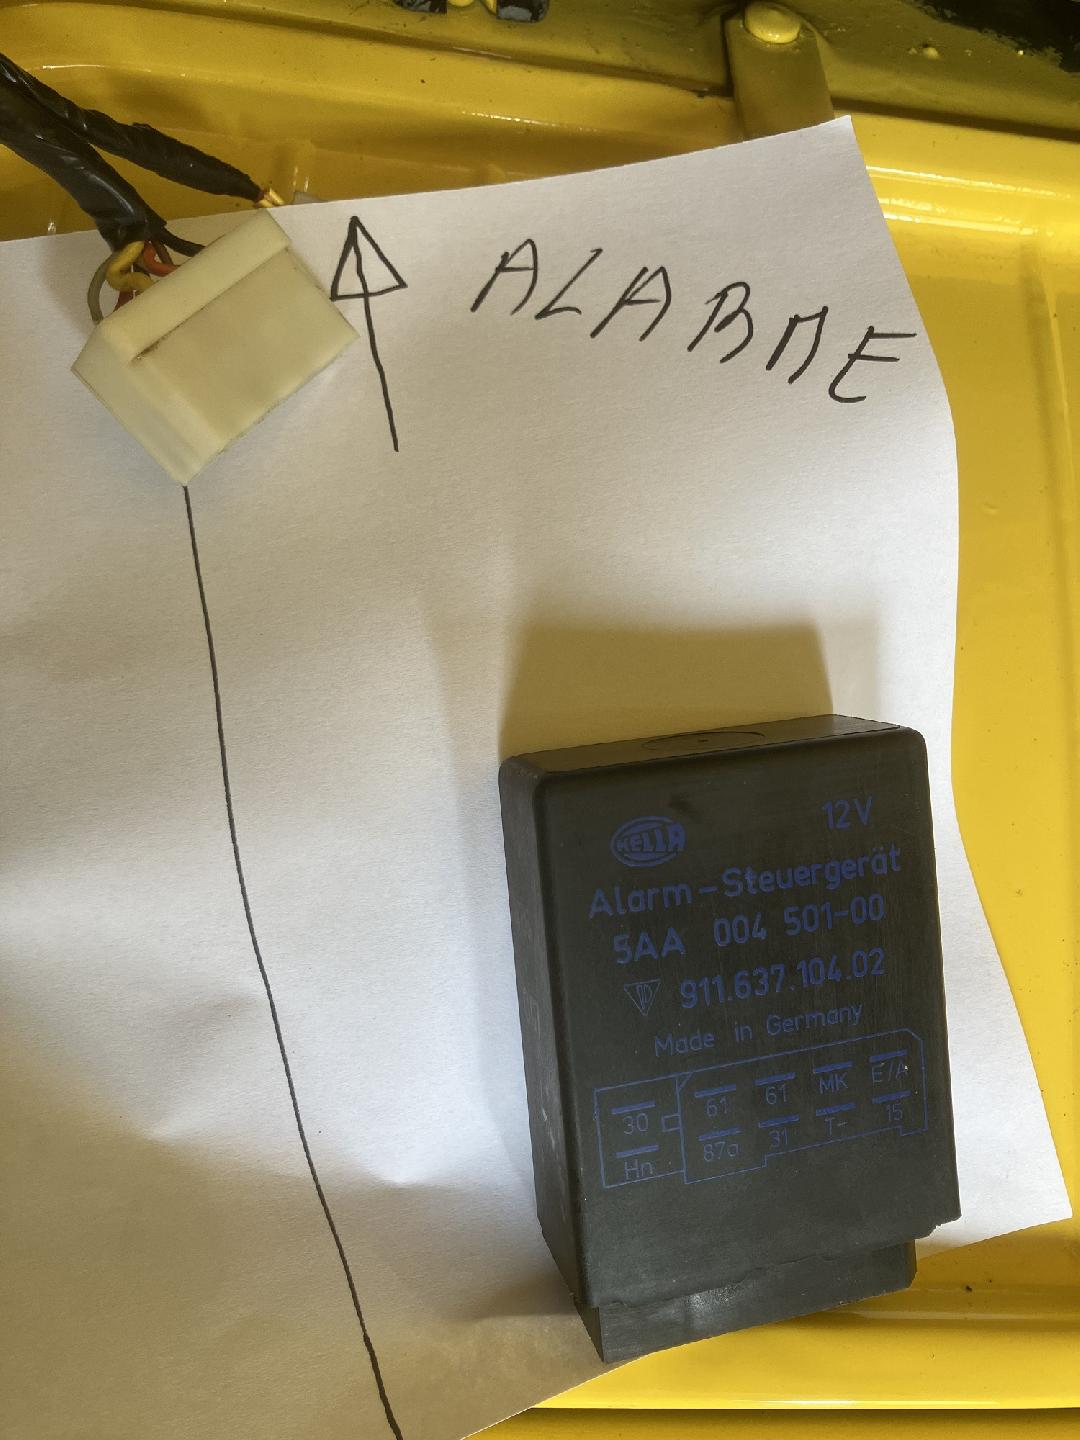 ALARME
HELLA
12V
Alarm-Steuergerät
5AA 004 501-00
911.637.104.02
Made in Germany
30 61 61 MK E/A
Hn 87a 31 T- 15